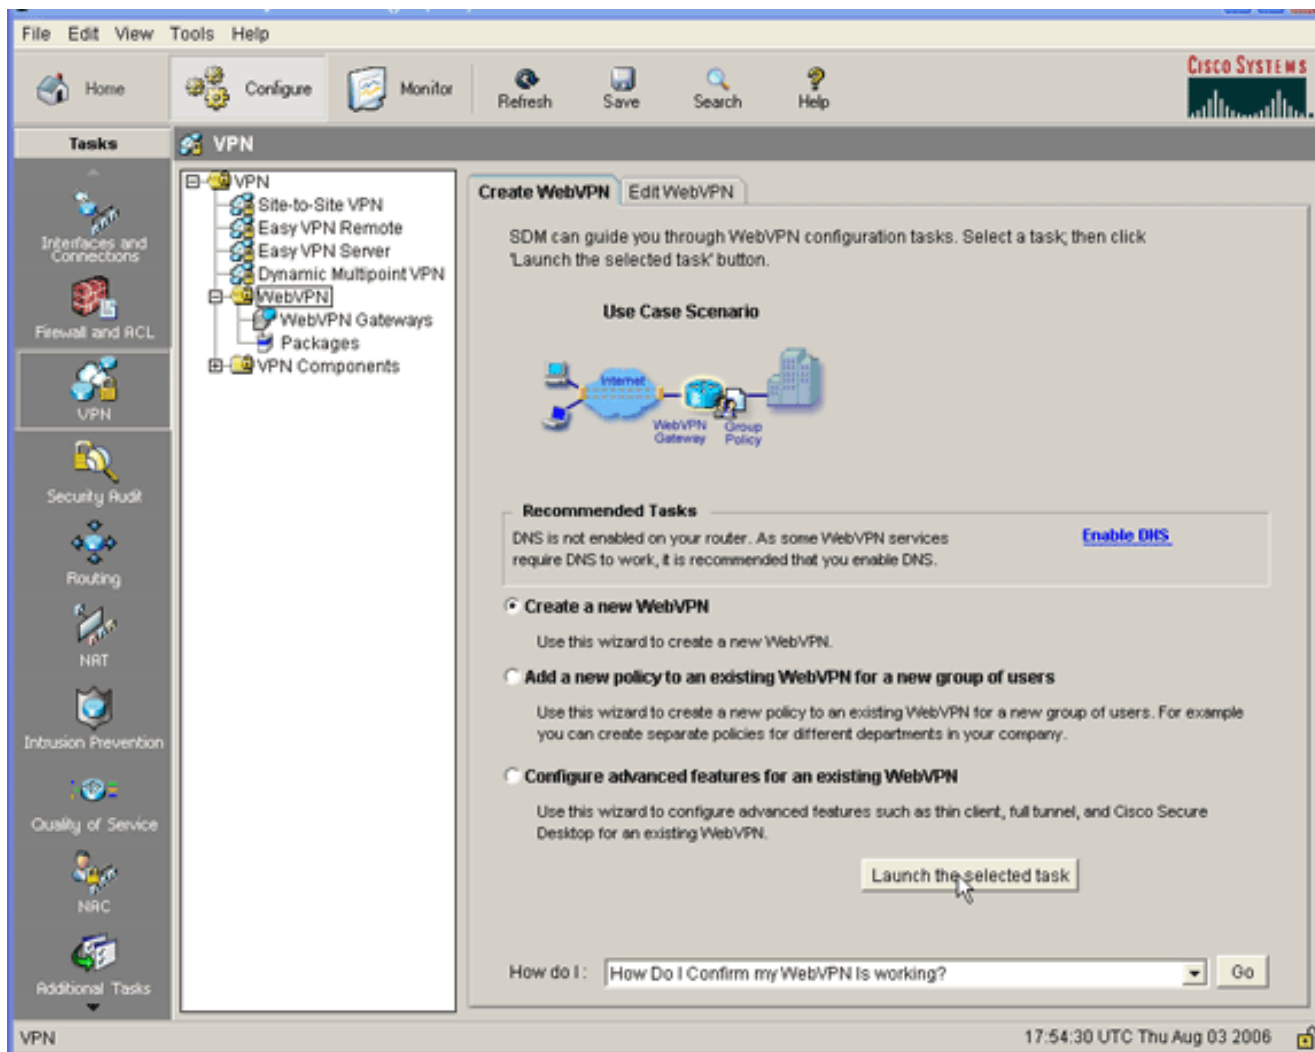 File Edit View Tools Help
Home Configure Monitor Refresh Save Search Help
CISCO SYSTEMS
Tasks
VPN
Interfaces and
Connections
Firewall and ACL
VPN
Security Audit
Routing
NAT
Intrusion Prevention
Quality of Service
NAC
Additional Tasks
VPN
Site-to-Site VPN
Easy VPN Remote
Easy VPN Server
Dynamic Multipoint VPN
WebVPN
WebVPN Gateways
Packages
VPN Components
Create WebVPN Edit WebVPN
SDM can guide you through WebVPN configuration tasks. Select a task; then click
'Launch the selected task' button.
Use Case Scenario
Internet
WebVPN
Gateway
Group
Policy
Recommended Tasks
DNS is not enabled on your router. As some WebVPN services
require DNS to work, it is recommended that you enable DNS.
Enable DNS
Create a new WebVPN
Use this wizard to create a new WebVPN.
Add a new policy to an existing WebVPN for a new group of users
Use this wizard to create a new policy to an existing WebVPN for a new group of users. For example
you can create separate policies for different departments in your company.
Configure advanced features for an existing WebVPN
Use this wizard to configure advanced features such as thin client, full tunnel, and Cisco Secure
Desktop for an existing WebVPN.
Launch the selected task
How do I : How Do I Confirm my WebVPN Is working? Go
VPN 17:54:30 UTC Thu Aug 03 2006